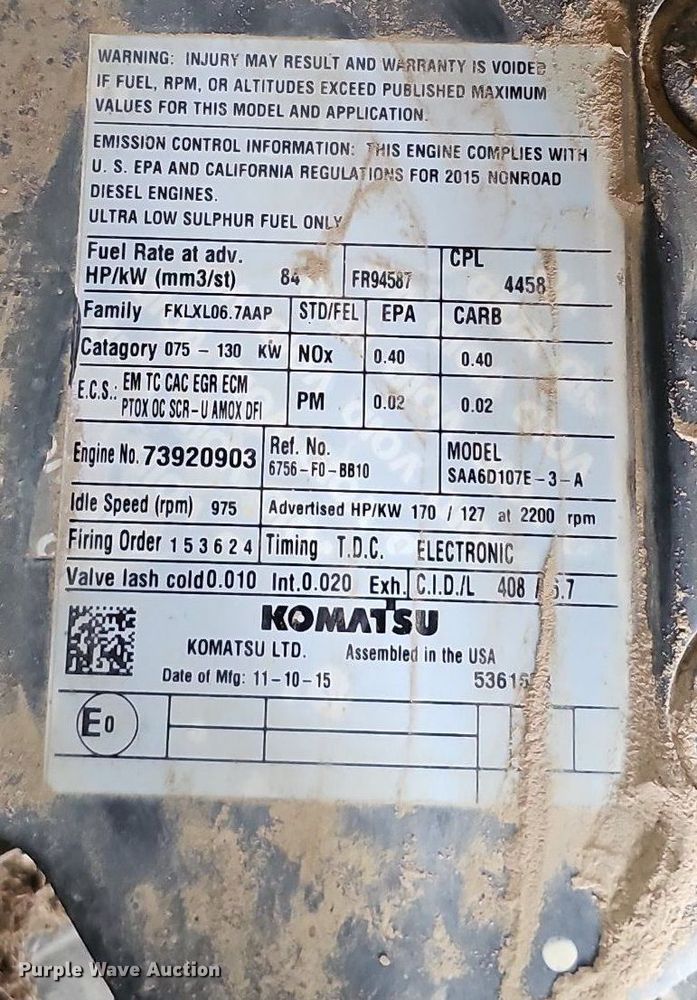 WARNING: INJURY MAY RESULT AND WARRANTY IS VOIDED
IF FUEL, RPM, OR ALTITUDES EXCEED PUBLISHED MAXIMUM
VALUES FOR THIS MODEL AND APPLICATION.
EMISSION CONTROL INFORMATION: THIS ENGINE COMPLIES WITH
U. S. EPA AND CALIFORNIA REGULATIONS FOR 2015 NONROAD
DIESEL ENGINES.
ULTRA LOW SULPHUR FUEL ONLY
Fuel Rate at adv.
HP/kW (mm3/st) 84 FR94587 CPL 4458
Family FKLXL06.7AAP STD/FEL EPA CARB
Catagory 075 - 130 KW NOx 0.40 0.40
E.C.S.: EM TC CAC EGR ECM
PTOX OC SCR-U AMOX DFI PM 0.02 0.02
Engine No. 73920903 Ref. No. 6756-F0-BB10 MODEL SAA6D107E-3-A
Idle Speed (rpm) 975 Advertised HP/KW 170 / 127 at 2200 rpm
Firing Order 153624 Timing T.D.C. ELECTRONIC
Valve lash cold 0.010 Int. 0.020 Exh. C.I.D./L 408 / 6.7
KOMATSU
KOMATSU LTD. Assembled in the USA
Date of Mfg: 11-10-15
E0
Purple Wave Auction